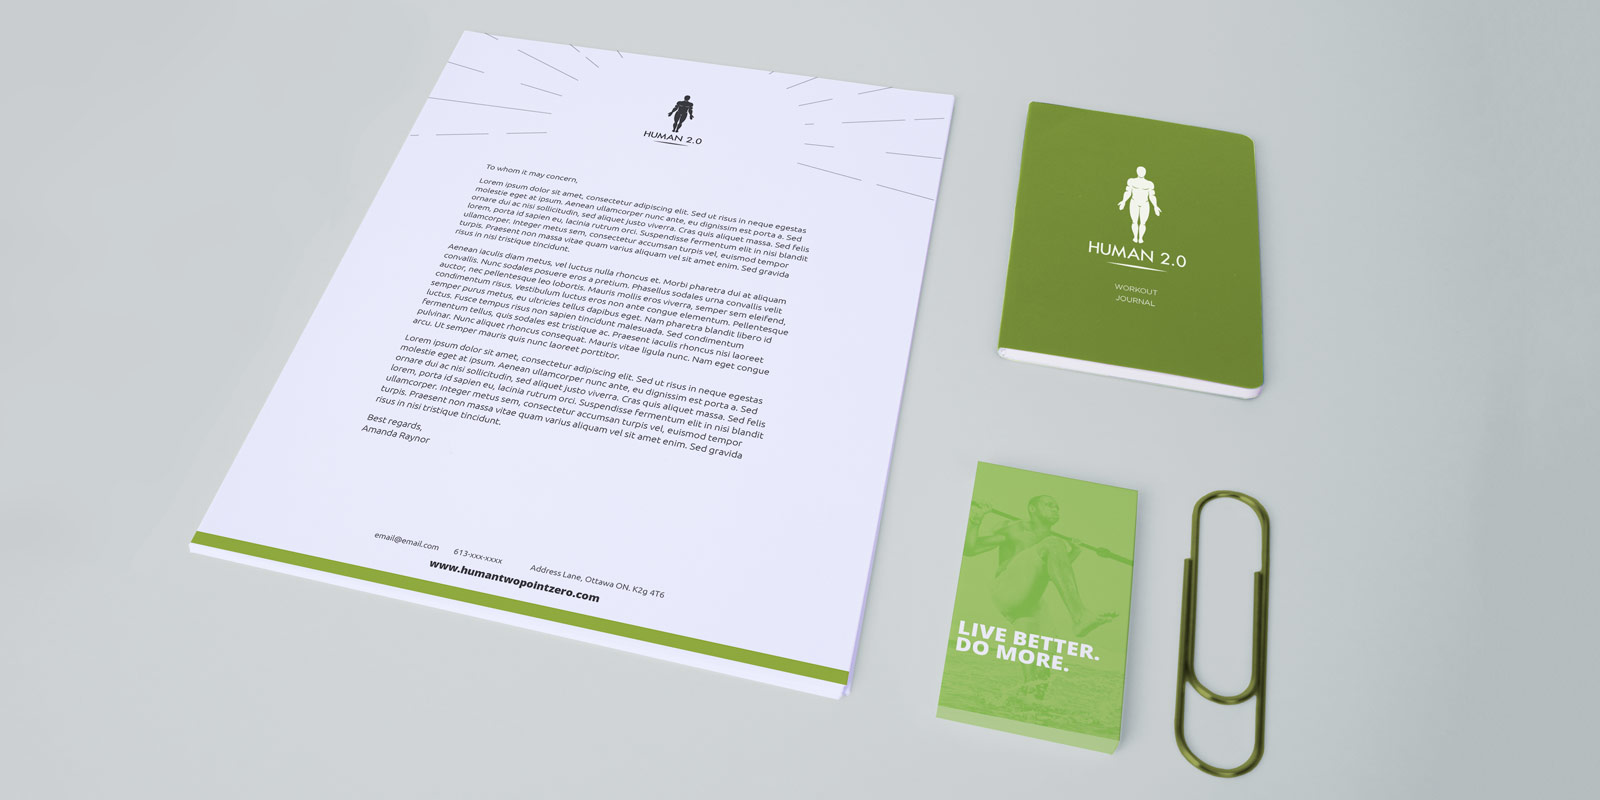 HUMAN 2.0
To whom it may concern,
Lorem ipsum dolor sit amet, consectetur adipiscing elit. Sed ut risus in neque egestas
molestie eget at ipsum. Aenean ullamcorper nunc ante, eu dignissim est porta a. Sed
ornare dui ac nisi sollicitudin, sed aliquet justo viverra. Cras quis aliquet massa. Sed felis
lorem, porta id sapien eu, lacinia rutrum orci. Suspendisse fermentum elit in nisi blandit
ullamcorper. Integer metus sem, consectetur accumsan turpis vel, euismod tempor
turpis. Praesent non massa vitae quam varius aliquam vel sit amet enim. Sed gravida
risus in nisi tristique tincidunt.
Aenean iaculis diam metus, vel luctus nulla rhoncus et. Morbi pharetra dui at aliquam
convallis. Nunc sodales posuere eros a pretium. Phasellus sodales urna convallis velit
auctor, nec pellentesque leo lobortis. Mauris mollis eros viverra, semper sem eleifend,
condimentum risus. Vestibulum luctus eros non ante congue elementum. Pellentesque
semper purus metus, eu ultricies tellus dapibus eget. Nam pharetra blandit libero id
luctus. Fusce tempus risus non sapien tincidunt malesuada. Sed condimentum
fermentum tellus, quis sodales est tristique ac. Praesent iaculis rhoncus nisi laoreet
pulvinar. Nunc aliquet rhoncus consequat. Mauris vitae ligula nunc. Nam eget congue
arcu. Ut semper mauris quis nunc laoreet porttitor.
Lorem ipsum dolor sit amet, consectetur adipiscing elit. Sed ut risus in neque egestas
molestie eget at ipsum. Aenean ullamcorper nunc ante, eu dignissim est porta a. Sed
ornare dui ac nisi sollicitudin, sed aliquet justo viverra. Cras quis aliquet massa. Sed felis
lorem, porta id sapien eu, lacinia rutrum orci. Suspendisse fermentum elit in nisi blandit
ullamcorper. Integer metus sem, consectetur accumsan turpis vel, euismod tempor
turpis. Praesent non massa vitae quam varius aliquam vel sit amet enim. Sed gravida
risus in nisi tristique tincidunt.
Best regards,
Amanda Raynor
email@email.com 613-xxx-xxxx Address Lane, Ottawa ON. K2g 4T6
www.humantwopointzero.com
HUMAN 2.0
WORKOUT
JOURNAL
LIVE BETTER.
DO MORE.